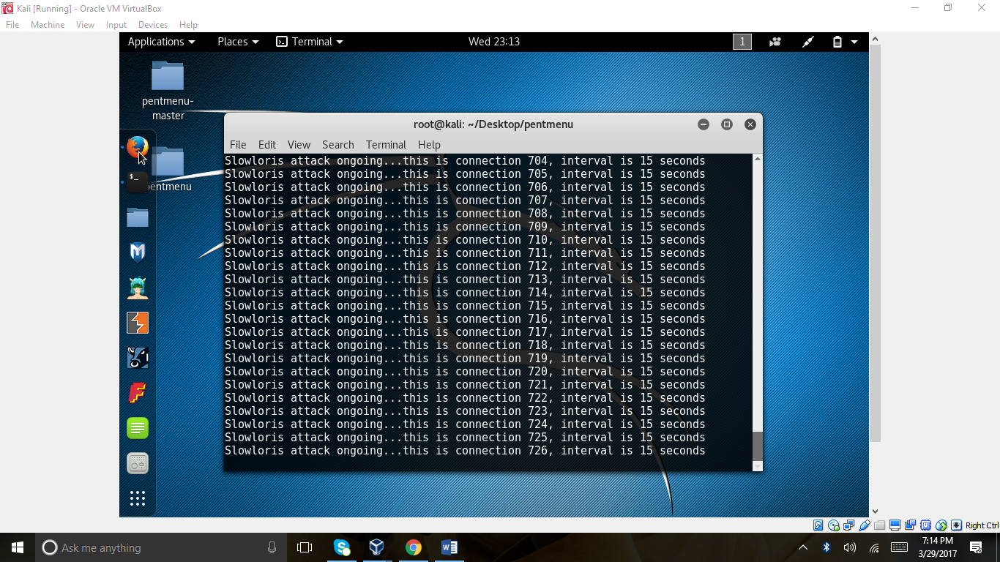 Kali [Running] - Oracle VM VirtualBox
File Machine View Input Devices Help
Applications Places Terminal Wed 23:13 1
pentmenu-
master
pentmenu
root@kali: ~/Desktop/pentmenu
File Edit View Search Terminal Help
Slowloris attack ongoing...this is connection 704, interval is 15 seconds
Slowloris attack ongoing...this is connection 705, interval is 15 seconds
Slowloris attack ongoing...this is connection 706, interval is 15 seconds
Slowloris attack ongoing...this is connection 707, interval is 15 seconds
Slowloris attack ongoing...this is connection 708, interval is 15 seconds
Slowloris attack ongoing...this is connection 709, interval is 15 seconds
Slowloris attack ongoing...this is connection 710, interval is 15 seconds
Slowloris attack ongoing...this is connection 711, interval is 15 seconds
Slowloris attack ongoing...this is connection 712, interval is 15 seconds
Slowloris attack ongoing...this is connection 713, interval is 15 seconds
Slowloris attack ongoing...this is connection 714, interval is 15 seconds
Slowloris attack ongoing...this is connection 715, interval is 15 seconds
Slowloris attack ongoing...this is connection 716, interval is 15 seconds
Slowloris attack ongoing...this is connection 717, interval is 15 seconds
Slowloris attack ongoing...this is connection 718, interval is 15 seconds
Slowloris attack ongoing...this is connection 719, interval is 15 seconds
Slowloris attack ongoing...this is connection 720, interval is 15 seconds
Slowloris attack ongoing...this is connection 721, interval is 15 seconds
Slowloris attack ongoing...this is connection 722, interval is 15 seconds
Slowloris attack ongoing...this is connection 723, interval is 15 seconds
Slowloris attack ongoing...this is connection 724, interval is 15 seconds
Slowloris attack ongoing...this is connection 725, interval is 15 seconds
Slowloris attack ongoing...this is connection 726, interval is 15 seconds
Right Ctrl
Ask me anything
7:14 PM
3/29/2017